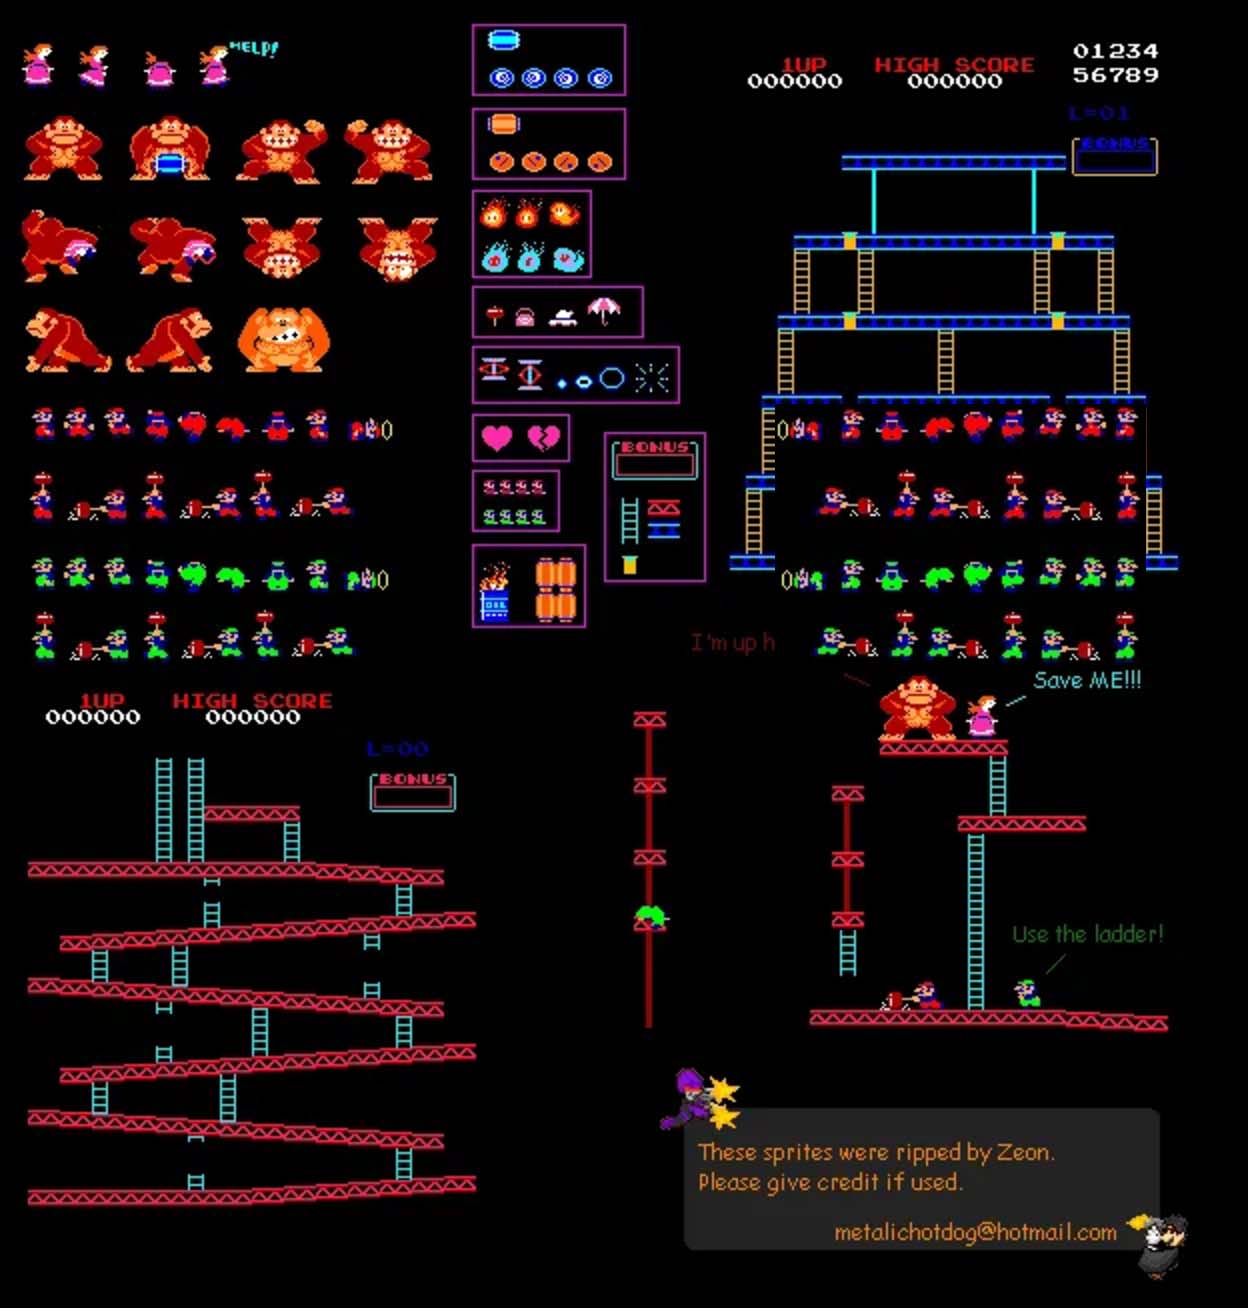 HELP!
1UP HIGH SCORE
000000 000000
01234
56789
L=01
BONUS
BONUS
OIL
I'm up h
Save ME!!!
1UP HIGH SCORE
000000 000000
L=00
BONUS
Use the ladder!
These sprites were ripped by Zeon.
Please give credit if used.
metalichotdog@hotmail.com